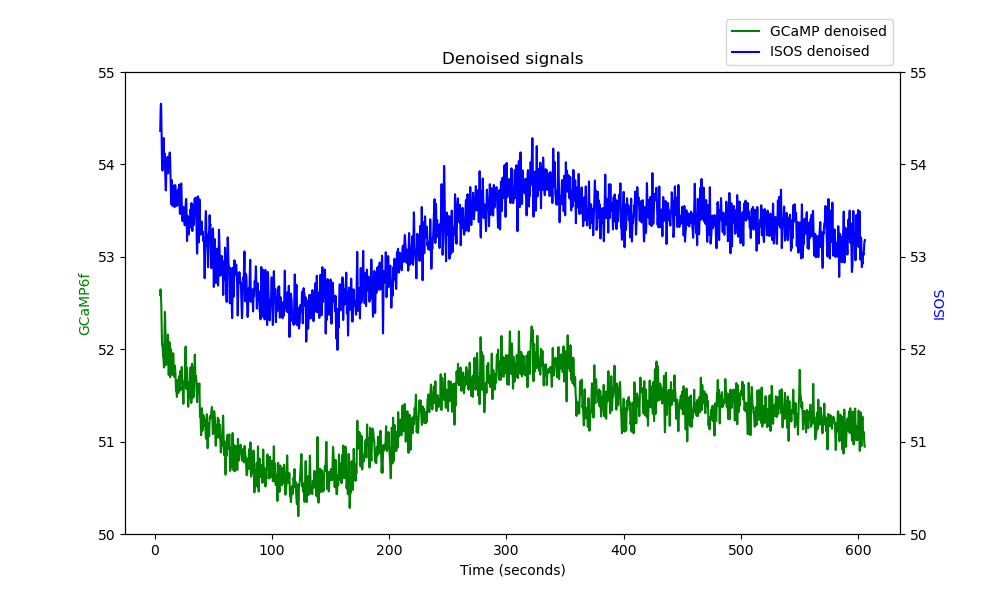 GCaMP denoised
ISOS denoised
Denoised signals
55
54
53
52
51
50
GCaMP6f
55
54
53
52
51
50
ISOS
0 100 200 300 400 500 600
Time (seconds)